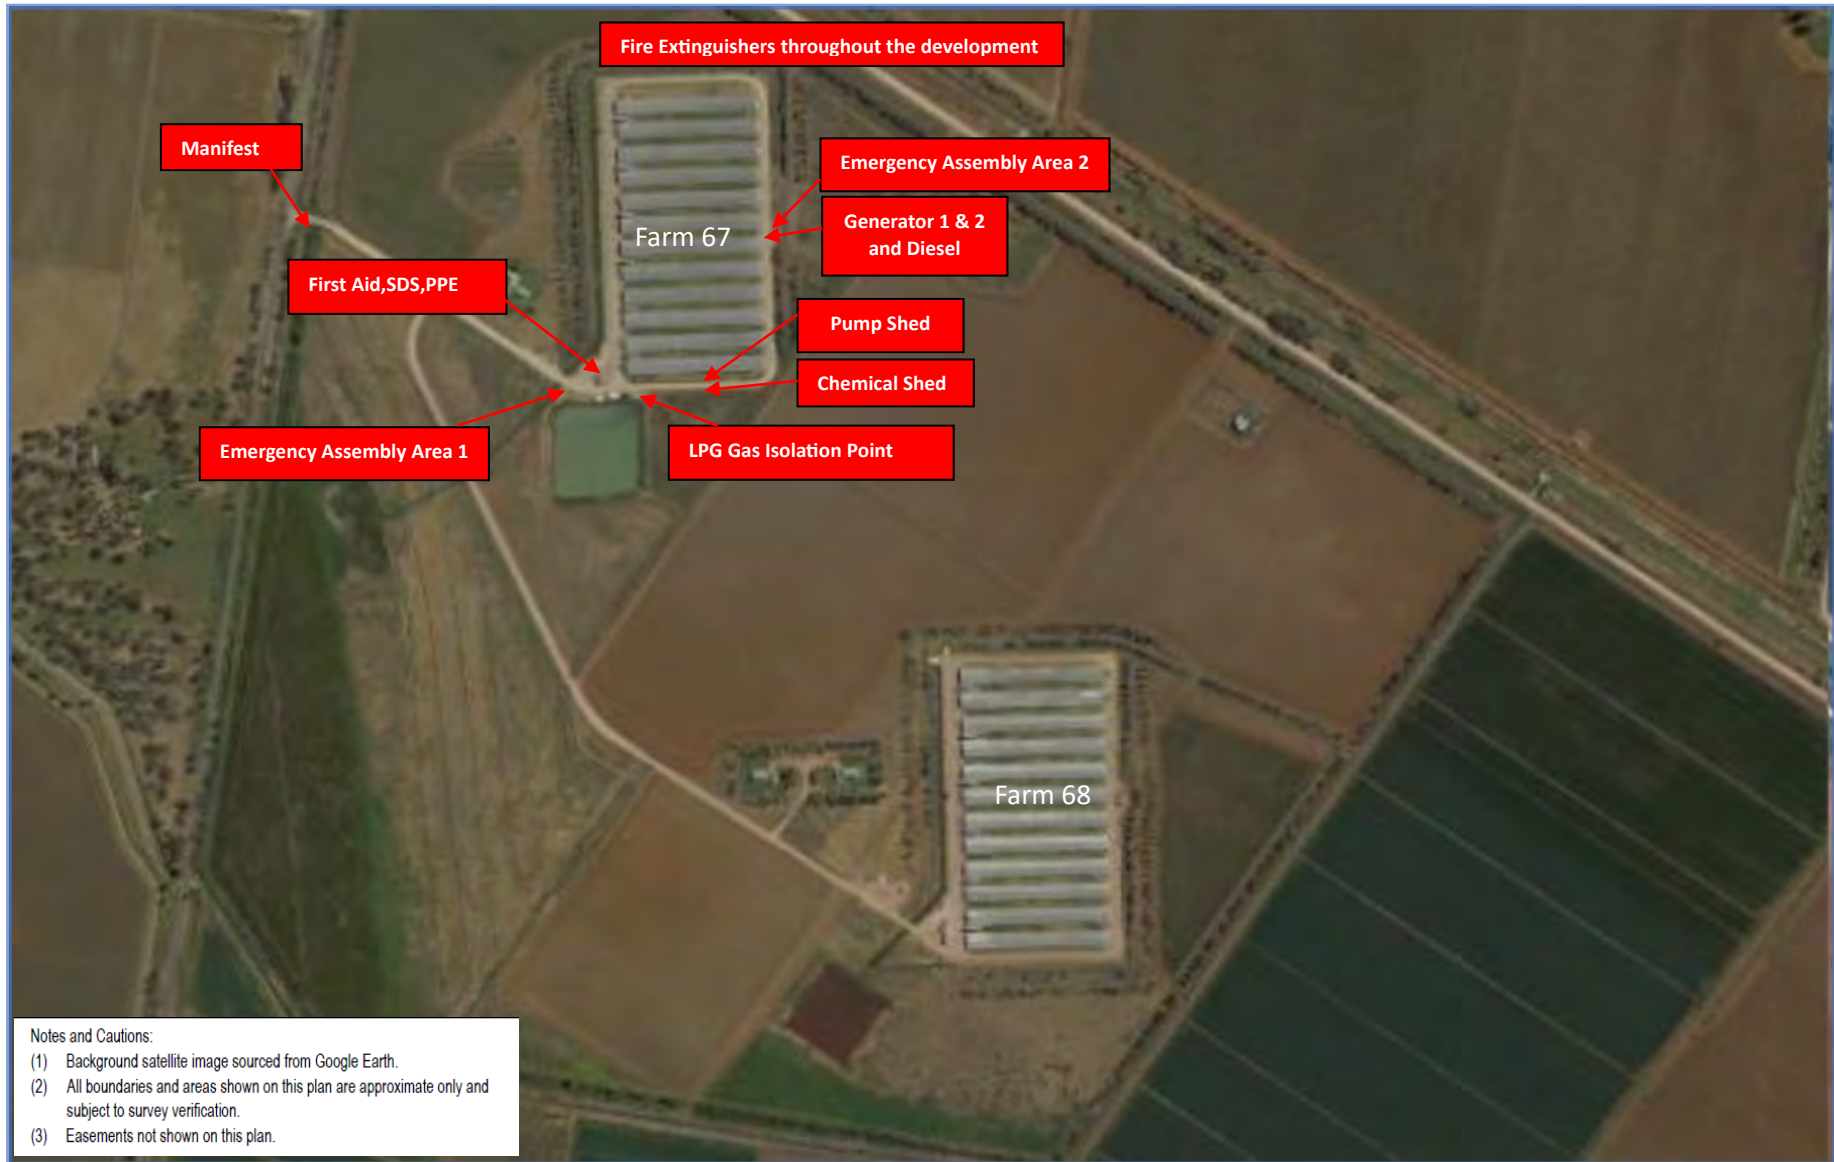 Fire Extinguishers throughout the development
Manifest
Emergency Assembly Area 2
Generator 1 & 2
and Diesel
Farm 67
First Aid,SDS,PPE
Pump Shed
Chemical Shed
Emergency Assembly Area 1
LPG Gas Isolation Point
Farm 68
Notes and Cautions:
(1) Background satellite image sourced from Google Earth.
(2) All boundaries and areas shown on this plan are approximate only and
subject to survey verification.
(3) Easements not shown on this plan.